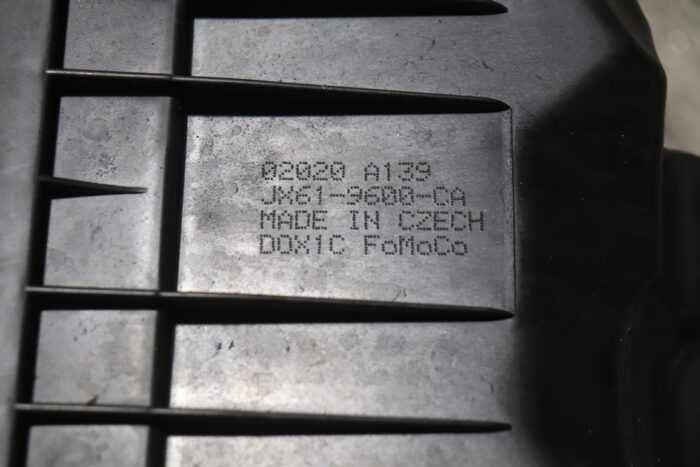 02020 A139
JX61-9600-CA
MADE IN CZECH
DDX1C FoMoCo